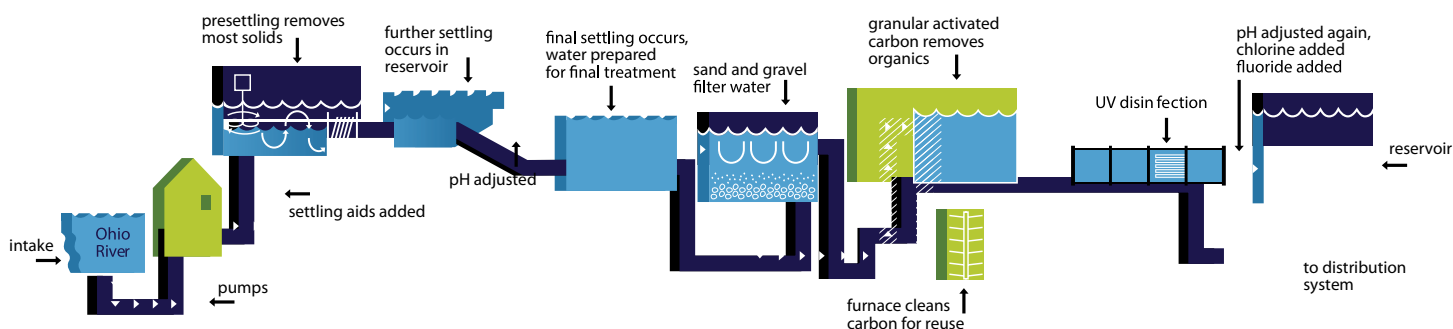 intake
Ohio
River
pumps
settling aids added
presettling removes
most solids
further settling
occurs in
reservoir
pH adjusted
final settling occurs,
water prepared
for final treatment
sand and gravel
filter water
granular activated
carbon removes
organics
furnace cleans
carbon for reuse
UV disin fection
pH adjusted again,
chlorine added
fluoride added
reservoir
to distribution
system